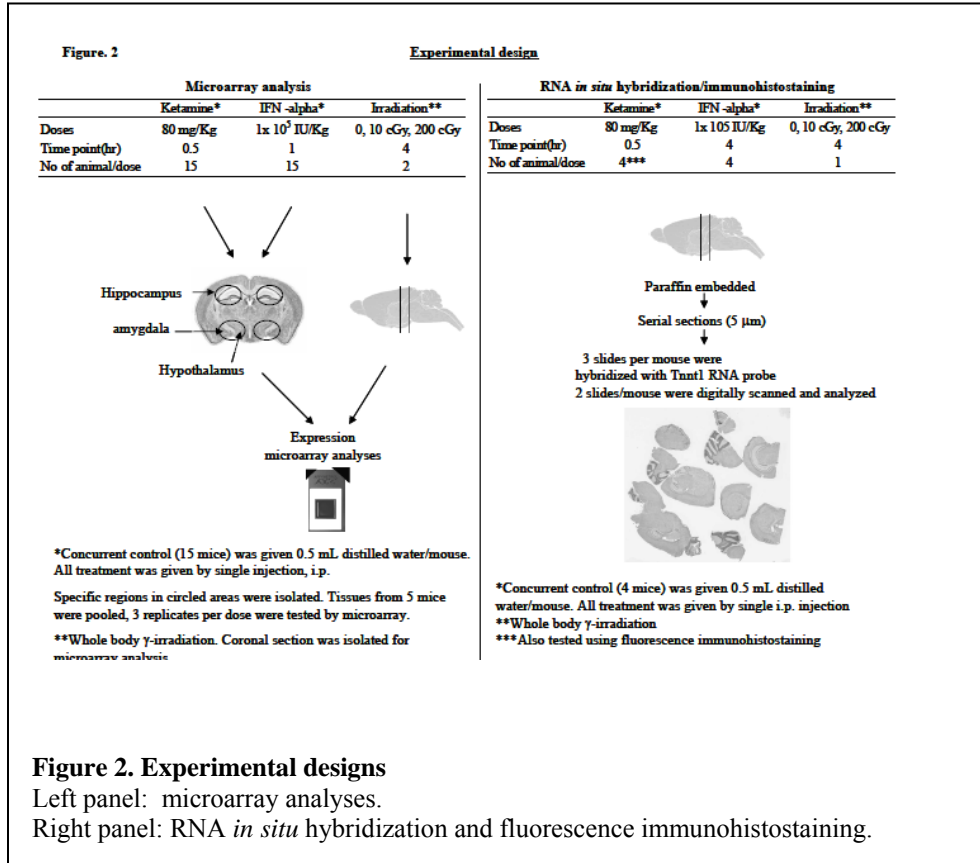 Figure. 2
Experimental design
Microarray analysis
Ketamine* IFN -alpha* Irradiation**
Doses 80 mg/Kg 1x 10⁵ IU/Kg 0, 10 cGy, 200 cGy
Time point(hr) 0.5 1 4
No of animal/dose 15 15 2
Hippocampus
amygdala
Hypothalamus
Expression
microarray analyses
*Concurrent control (15 mice) was given 0.5 mL distilled water/mouse.
All treatment was given by single injection, i.p.
Specific regions in circled areas were isolated. Tissues from 5 mice
were pooled, 3 replicates per dose were tested by microarray.
**Whole body γ-irradiation. Coronal section was isolated for
microarray analysis
RNA in situ hybridization/immunohistostaining
Ketamine* IFN -alpha* Irradiation**
Doses 80 mg/Kg 1x 105 IU/Kg 0, 10 cGy, 200 cGy
Time point(hr) 0.5 4 4
No of animal/dose 4*** 4 1
Paraffin embedded
Serial sections (5 μm)
3 slides per mouse were
hybridized with Tnnt1 RNA probe
2 slides/mouse were digitally scanned and analyzed
*Concurrent control (4 mice) was given 0.5 mL distilled
water/mouse. All treatment was given by single i.p. injection
**Whole body γ-irradiation
***Also tested using fluorescence immunohistostaining
Figure 2. Experimental designs
Left panel: microarray analyses.
Right panel: RNA in situ hybridization and fluorescence immunohistostaining.